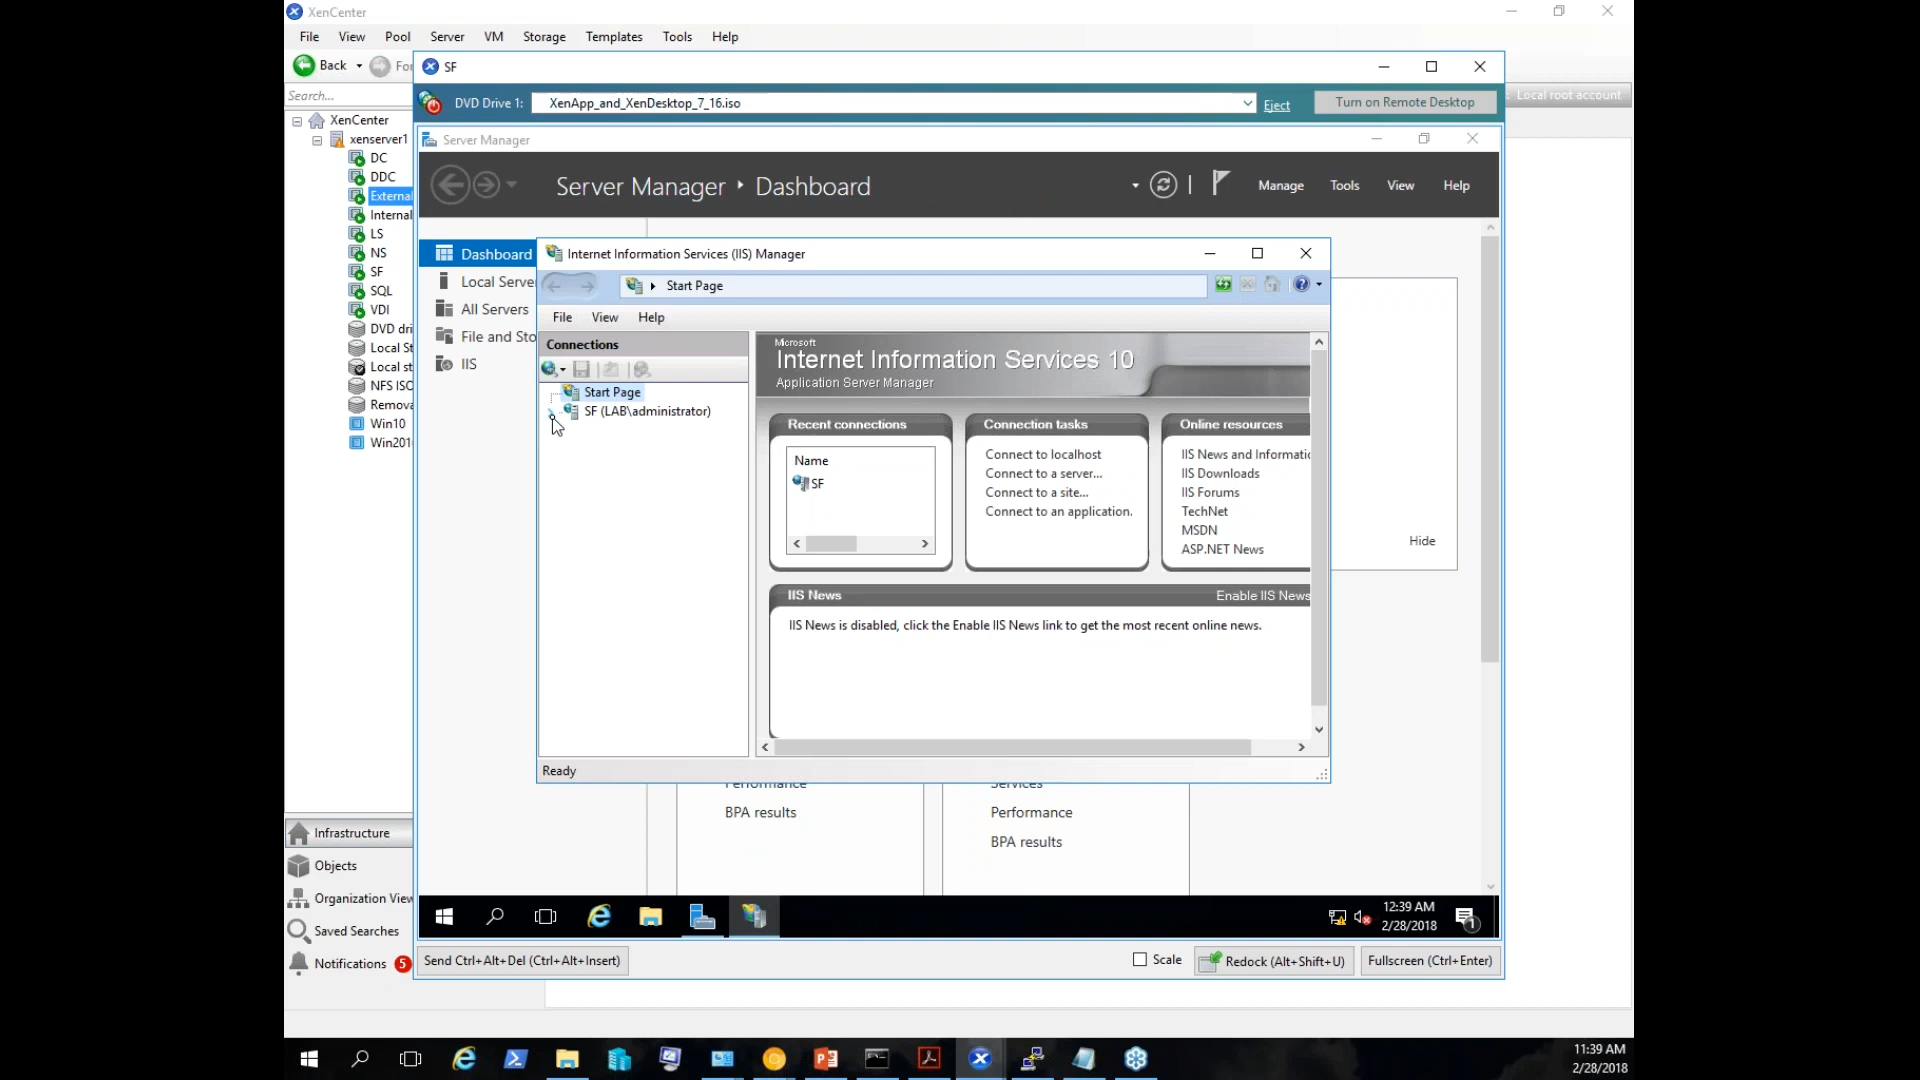 XenCenter
File View Pool Server VM Storage Templates Tools Help
Back
SF
Search...
DVD Drive 1: XenApp_and_XenDesktop_7_16.iso Eject Turn on Remote Desktop
Local root account
XenCenter
xenserver1
DC
DDC
External
Internal
LS
NS
SF
SQL
VDI
DVD dri
Local St
Local st
NFS ISO
Remova
Win10
Win201
Server Manager
Server Manager Dashboard
Manage Tools View Help
Dashboard
Local Serve
All Servers
File and Sto
IIS
Internet Information Services (IIS) Manager
Start Page
File View Help
Connections
Start Page
SF (LAB\administrator)
Microsoft
Internet Information Services 10
Application Server Manager
Recent connections
Name
SF
Connection tasks
Connect to localhost
Connect to a server...
Connect to a site...
Connect to an application.
Online resources
IIS News and Informatic
IIS Downloads
IIS Forums
TechNet
MSDN
ASP.NET News
IIS News
Enable IIS News
IIS News is disabled, click the Enable IIS News link to get the most recent online news.
Ready
Hide
Performance
BPA results
Services
Performance
BPA results
Infrastructure
Objects
Organization View
Saved Searches
Notifications 5
12:39 AM
2/28/2018
1
Send Ctrl+Alt+Del (Ctrl+Alt+Insert)
Scale
Redock (Alt+Shift+U)
Fullscreen (Ctrl+Enter)
11:39 AM
2/28/2018